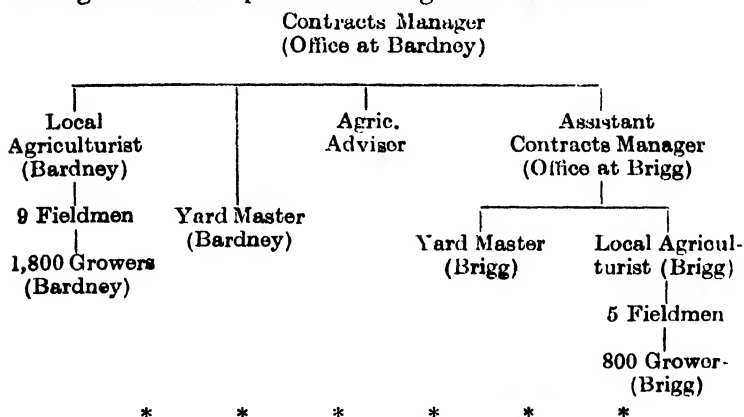 Contracts Manager
(Office at Bardney)
Local
Agriculturist
(Bardney)
Agric.
Advisor
Assistant
Contracts Manager
(Office at Brigg)
9 Fieldmen
Yard Master
(Bardney)
1,800 Growers
(Bardney)
Yard Master
(Brigg)
Local Agricul-
turist (Brigg)
5 Fieldmen
800 Grower-
(Brigg)
* * * * * *